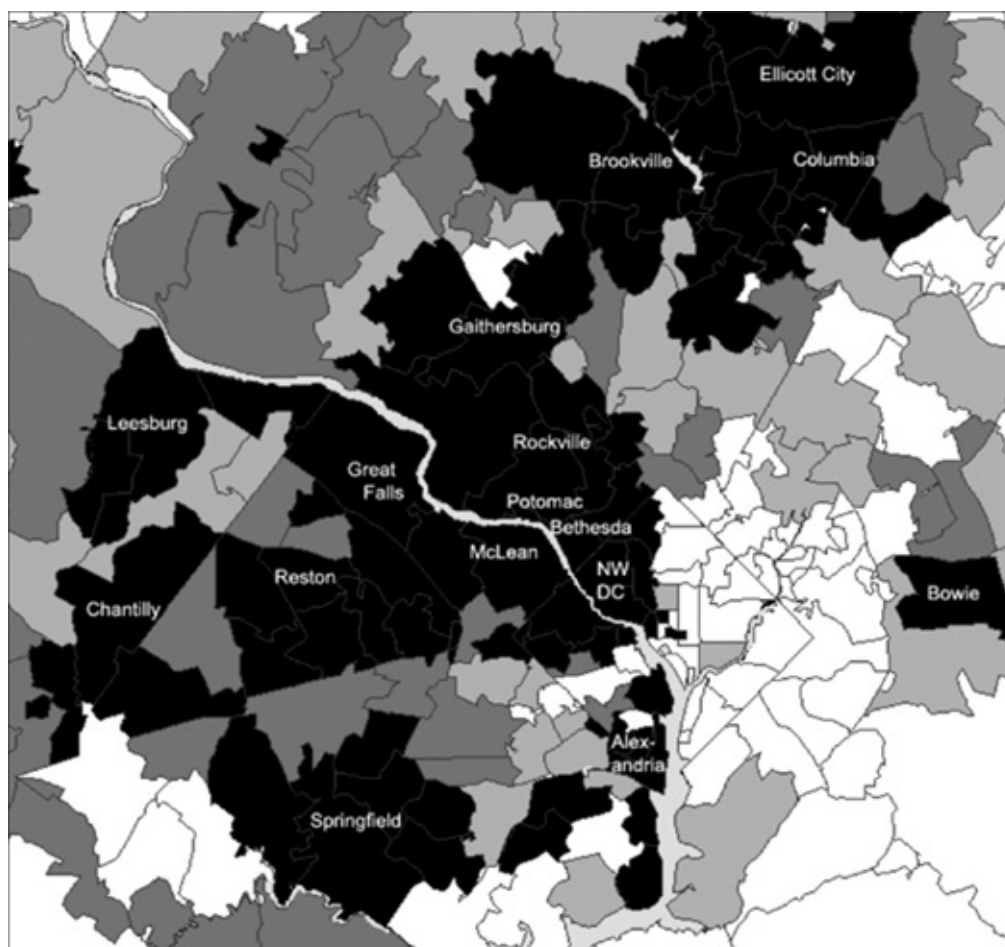 Ellicott City
Brookville
Columbia
Gaithersburg
Leesburg
Rockville
Great
Falls
Potomac
Bethesda
McLean
NW
DC
Reston
Chantilly
Bowie
Alex-
andria
Springfield